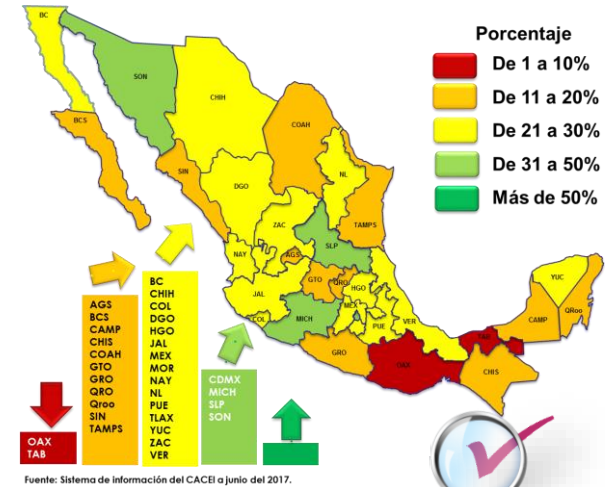 BC
SON
CHIH
BCS
COAH
SIN
NL
DGO
TAMPS
ZAC
SLP
NAY
AGS
GTO
QRO
HGO
JAL
MEX
COL
MICH
PUE
VER
GRO
OAX
TAB
CHIS
CAMP
YUC
QRoo
Porcentaje
De 1 a 10%
De 11 a 20%
De 21 a 30%
De 31 a 50%
Más de 50%
OAX
TAB
AGS
BCS
CAMP
CHIS
COAH
GTO
GRO
QRO
Qroo
SIN
TAMPS
BC
CHIH
COL
DGO
HGO
JAL
MEX
MOR
NAY
NL
PUE
TLAX
YUC
ZAC
VER
CDMX
MICH
SLP
SON
Fuente: Sistema de información del CACEI a junio del 2017.